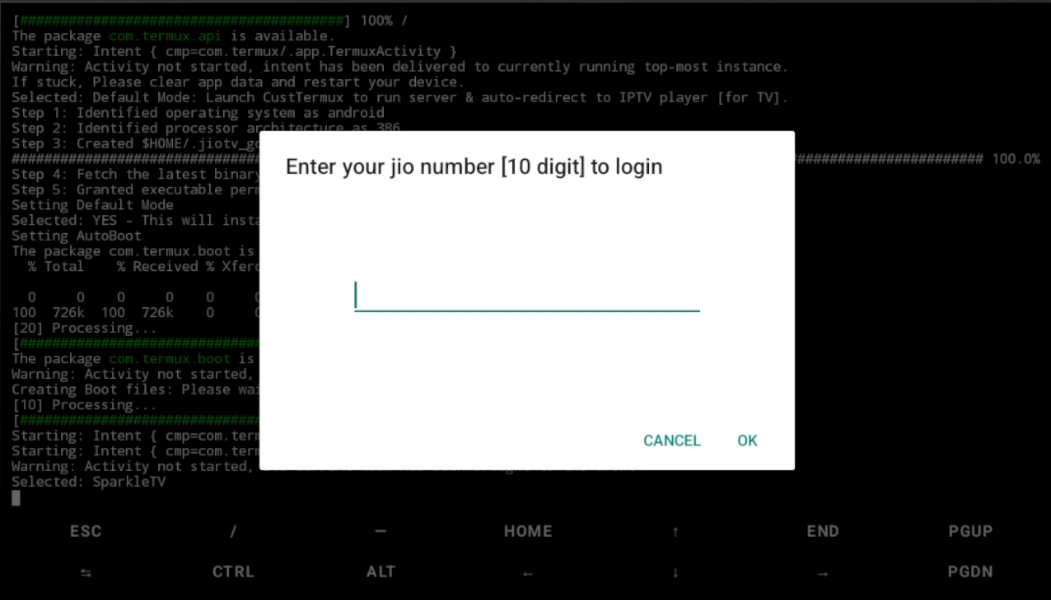 [########################################] 100% /
The package com.termux.api is available.
Starting: Intent { cmp=com.termux/.app.TermuxActivity }
Warning: Activity not started, intent has been delivered to currently running top-most instance.
If stuck, Please clear app data and restart your device.
Selected: Default Mode: Launch CustTermux to run server & auto-redirect to IPTV player [for TV].
Step 1: Identified operating system as android
Step 2: Identified processor architecture as 386
Step 3: Created $HOME/.jiotv_go
######################## 100.0%
Step 4: Fetch the latest binary
Step 5: Granted executable perm
Setting Default Mode
Selected: YES - This will insta
Setting AutoBoot
The package com.termux.boot is
% Total % Received % Xferd
0 0 0 0 0 0
100 726k 100 726k 0 0
[20] Processing...
[##############################
The package com.termux.boot is
Warning: Activity not started,
Creating Boot files: Please wai
[10] Processing...
[##############################
Starting: Intent { cmp=com.term
Starting: Intent { cmp=com.term
Warning: Activity not started,
Selected: SparkleTV
Enter your jio number [10 digit] to login
CANCEL OK
ESC / — HOME ↑ END PGUP
⇆ CTRL ALT ← ↓ → PGDN